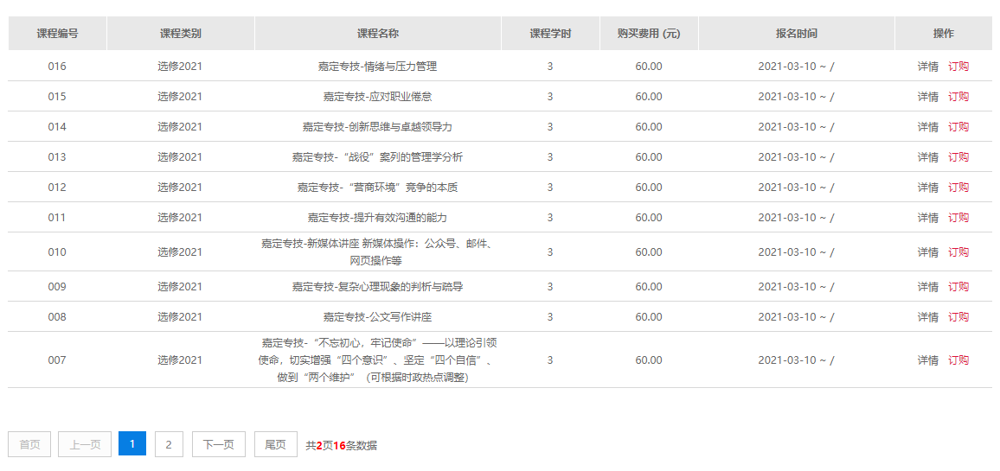 课程编号 课程类别 课程名称 课程学时 购买费用 (元) 报名时间 操作
016 选修2021 嘉定专技-情绪与压力管理 3 60.00 2021-03-10 ~ / 详情 订购
015 选修2021 嘉定专技-应对职业倦怠 3 60.00 2021-03-10 ~ / 详情 订购
014 选修2021 嘉定专技-创新思维与卓越领导力 3 60.00 2021-03-10 ~ / 详情 订购
013 选修2021 嘉定专技-“战役”案列的管理学分析 3 60.00 2021-03-10 ~ / 详情 订购
012 选修2021 嘉定专技-“营商环境”竞争的本质 3 60.00 2021-03-10 ~ / 详情 订购
011 选修2021 嘉定专技-提升有效沟通的能力 3 60.00 2021-03-10 ~ / 详情 订购
嘉定专技-新媒体讲座 新媒体操作：公众号、邮件、
010 选修2021 3 60.00 2021-03-10 ~ / 详情 订购
网页操作等
009 选修2021 嘉定专技-复杂心理现象的判析与疏导 3 60.00 2021-03-10 ~ / 详情 订购
008 选修2021 嘉定专技-公文写作讲座 3 60.00 2021-03-10 ~ / 详情 订购
嘉定专技-“不忘初心，牢记使命”——以理论引领
007 选修2021 使命，切实增强“四个意识”、坚定“四个自信”、 3 60.00 2021-03-10 ~ / 详情 订购
做到“两个维护”（可根据时政热点调整）
首页 上一页 1 2 下一页 尾页 共2页16条数据